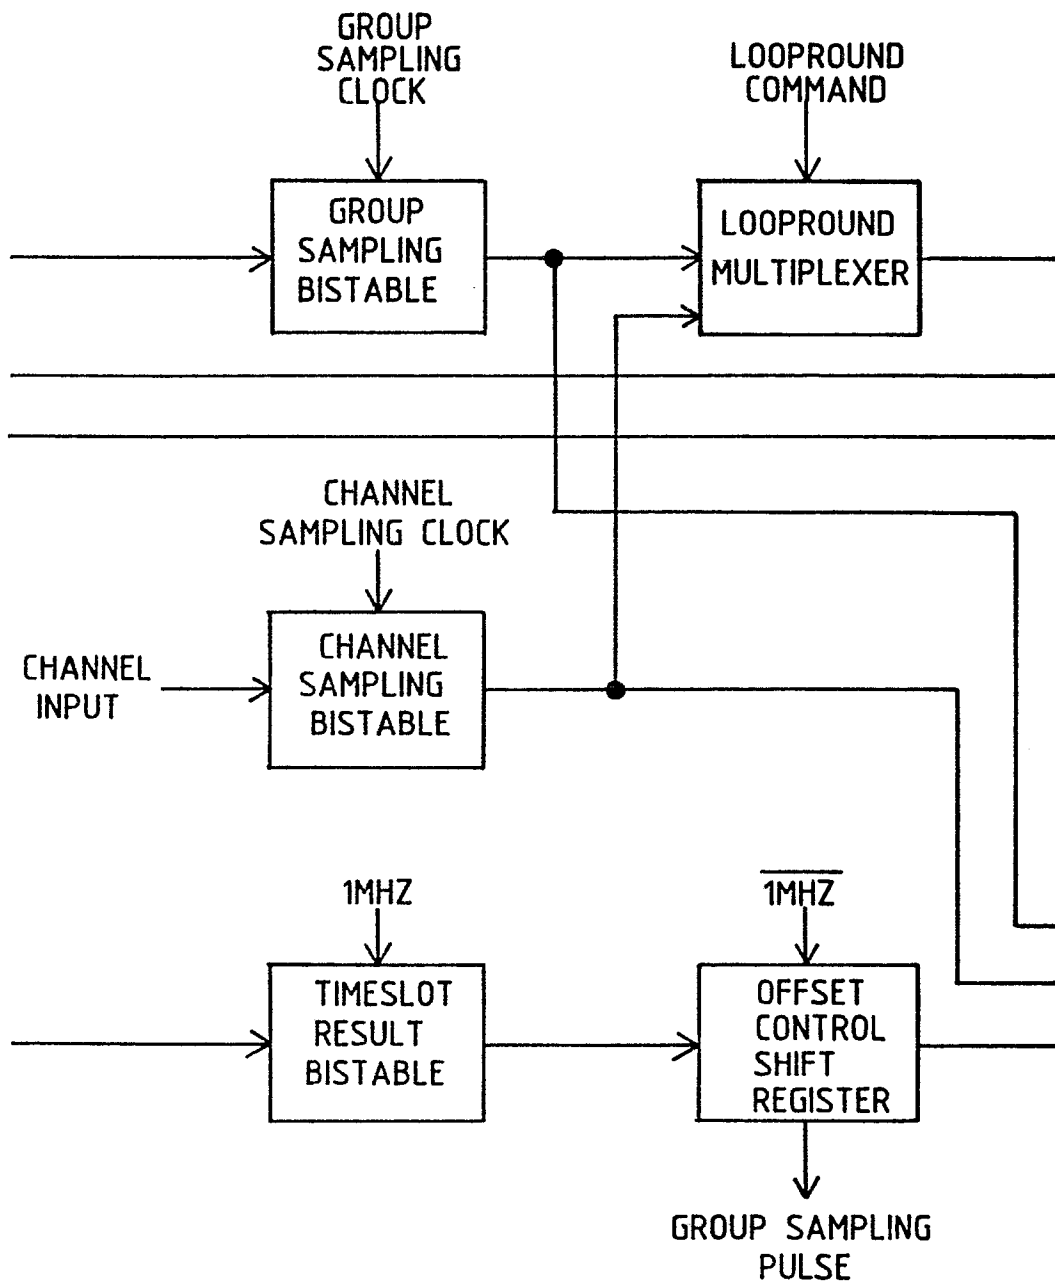 GROUP
SAMPLING
CLOCK
LOOPROUND
COMMAND
GROUP
SAMPLING
BISTABLE
LOOPROUND
MULTIPLEXER
CHANNEL
SAMPLING CLOCK
CHANNEL
INPUT
CHANNEL
SAMPLING
BISTABLE
1MHZ
1MHZ
TIMESLOT
RESULT
BISTABLE
OFFSET
CONTROL
SHIFT
REGISTER
GROUP SAMPLING
PULSE